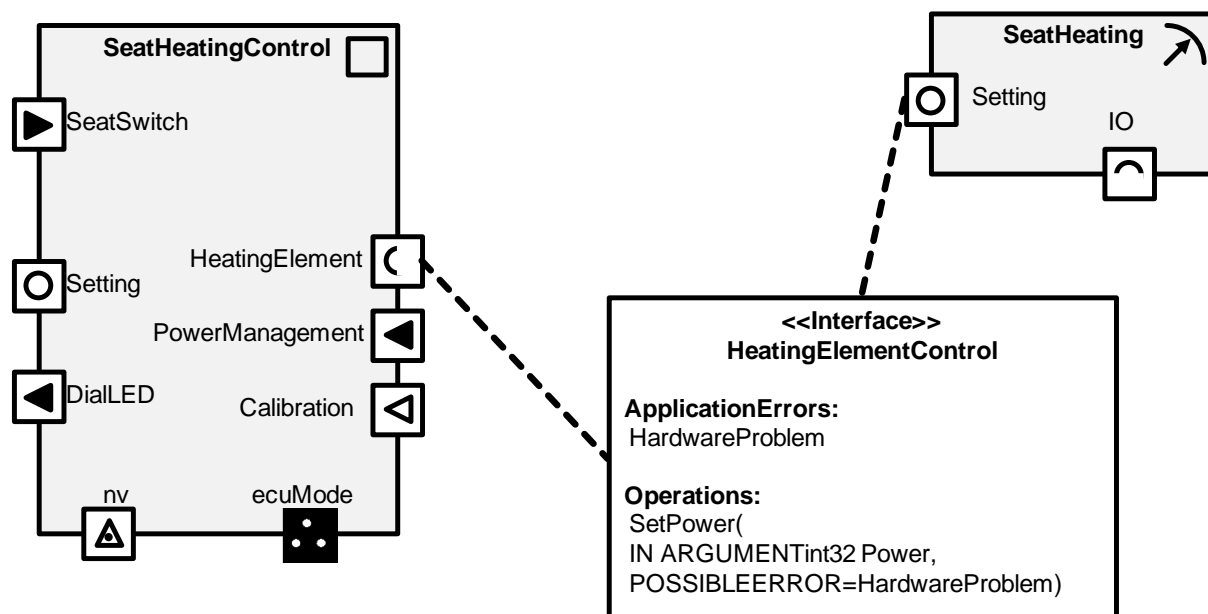 SeatHeatingControl
SeatSwitch
HeatingElement
Setting
PowerManagement
DialLED
Calibration
nv
ecuMode
SeatHeating
Setting
IO
<<Interface>>
HeatingElementControl
ApplicationErrors:
HardwareProblem
Operations:
SetPower(
IN ARGUMENTint32 Power,
POSSIBLEERROR=HardwareProblem)